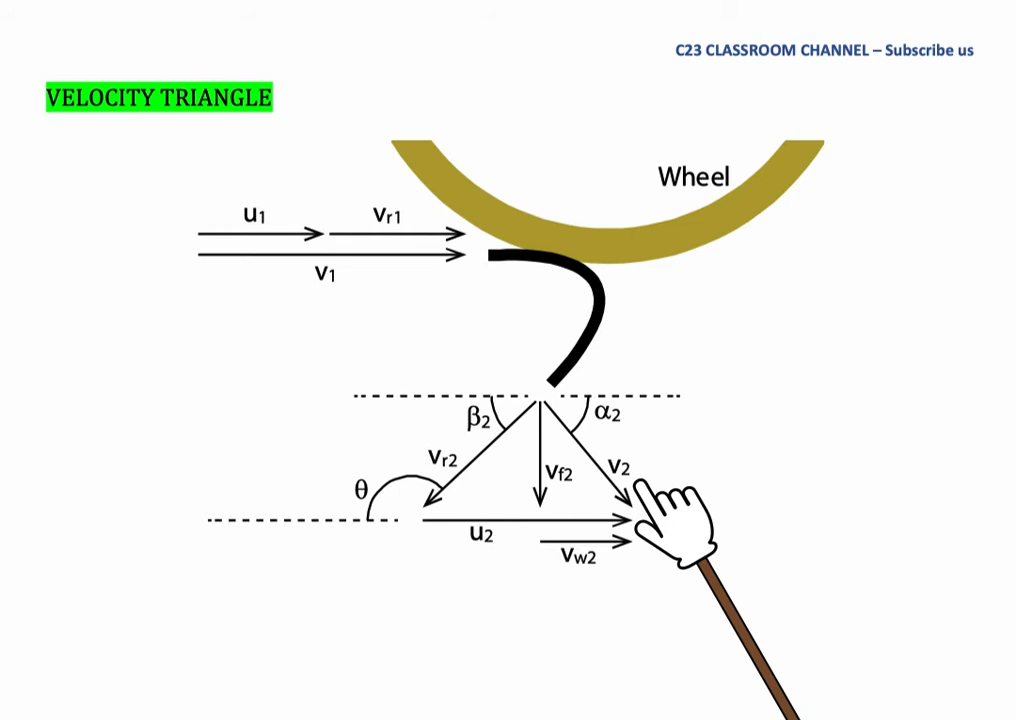 C23 CLASSROOM CHANNEL – Subscribe us
VELOCITY TRIANGLE
Wheel
u1
vr1
v1
β2
α2
vr2
vf2
v2
θ
u2
vw2